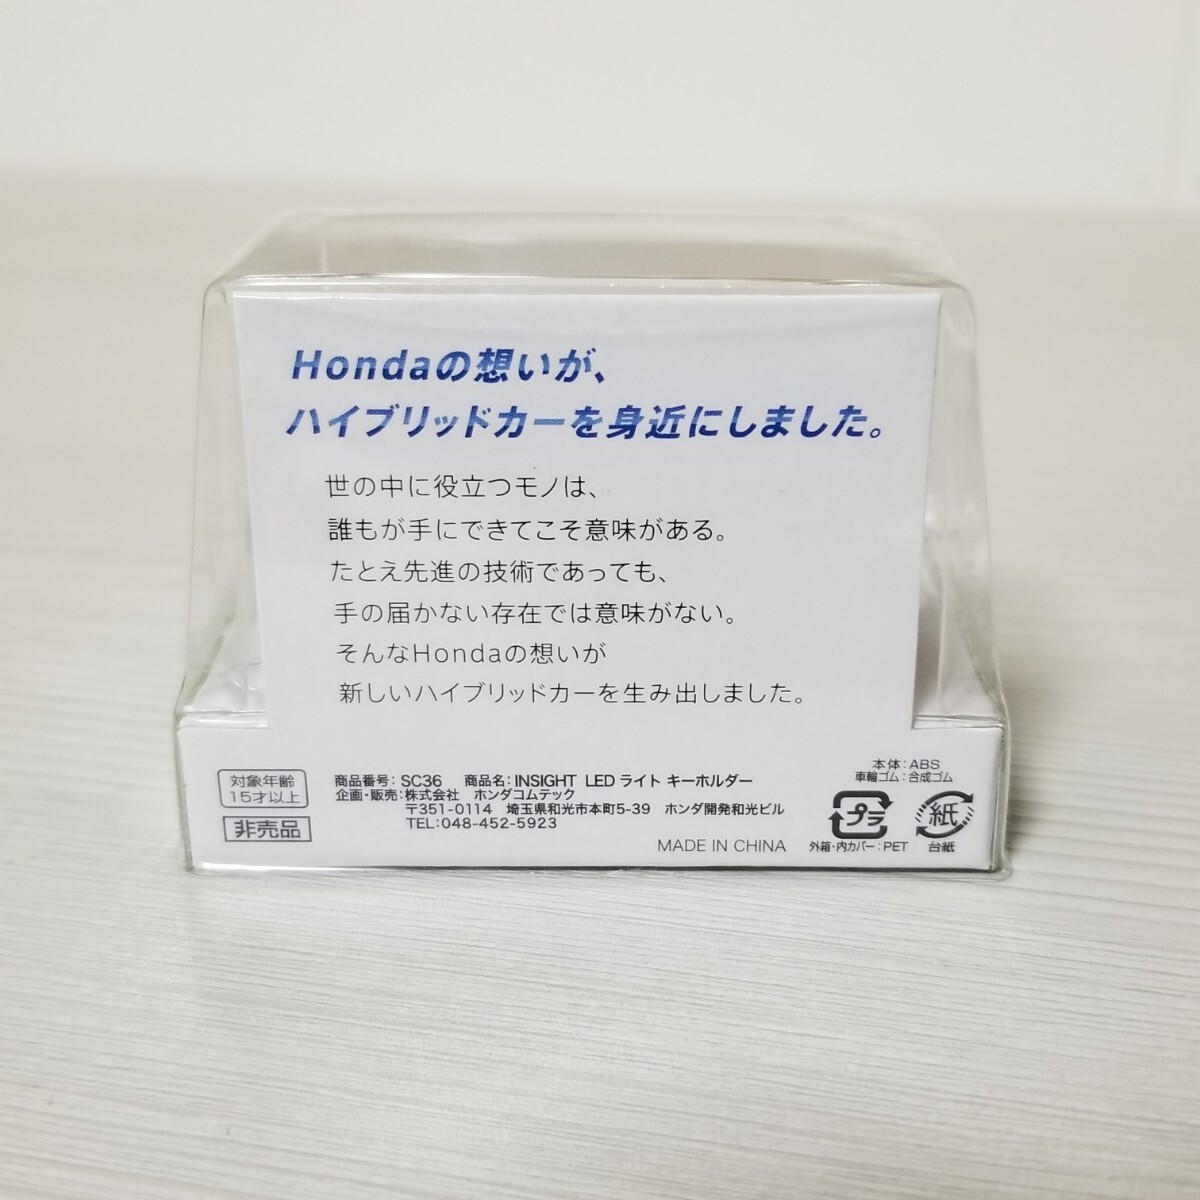 Hondaの想いが、
ハイブリッドカーを身近にしました。
世の中に役立つモノは、
誰もが手にできてこそ意味がある。
たとえ先進の技術であっても、
手の届かない存在では意味がない。
そんなHondaの想いが
新しいハイブリッドカーを生み出しました。
対象年齢
15才以上
非売品
商品番号：SC36 商品名：INSIGHT LED ライト キーホルダー
企画・販売：株式会社 ホンダコムテック
〒351-0114 埼玉県和光市本町5-39 ホンダ開発和光ビル
TEL:048-452-5923
MADE IN CHINA
本体：ABS
車輪ゴム：合成ゴム
プラ
外箱・内カバー：PET
紙
台紙